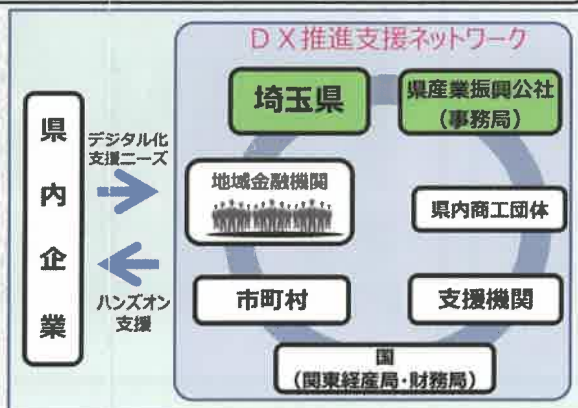 DX推進支援ネットワーク
埼玉県
県産業振興公社
(事務局)
県内企業
デジタル化
支援ニーズ
地域金融機関
県内商工団体
ハンズオン
支援
市町村
支援機関
国
(関東経産局・財務局)